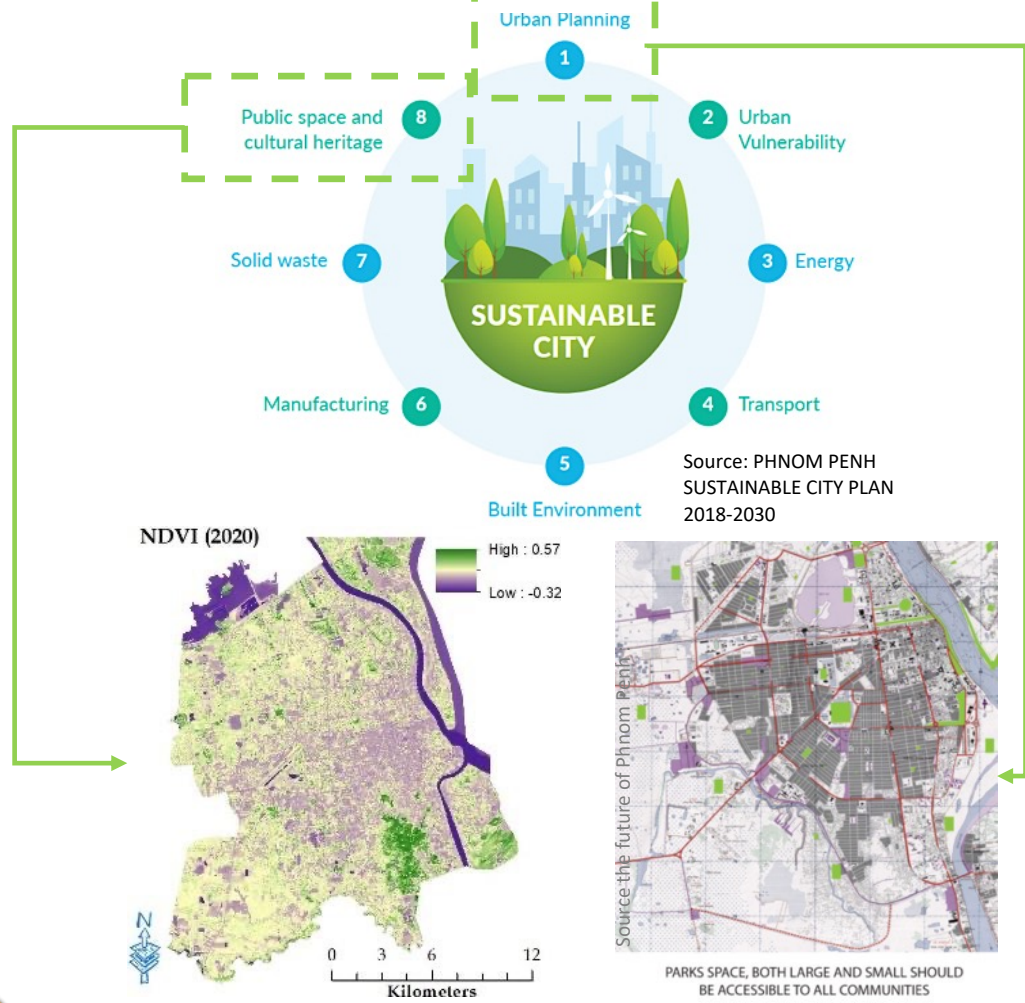 Urban Planning
1
Public space and
cultural heritage
8
2
Urban
Vulnerability
Solid waste
7
3
Energy
SUSTAINABLE
CITY
Manufacturing
6
4
Transport
5
Built Environment
Source: PHNOM PENH
SUSTAINABLE CITY PLAN
2018-2030
NDVI (2020)
High : 0.57
Low : -0.32
N
0 3 6 12
Kilometers
Source the future of Phnom Penh
PARKS SPACE, BOTH LARGE AND SMALL SHOULD
BE ACCESSIBLE TO ALL COMMUNITIES